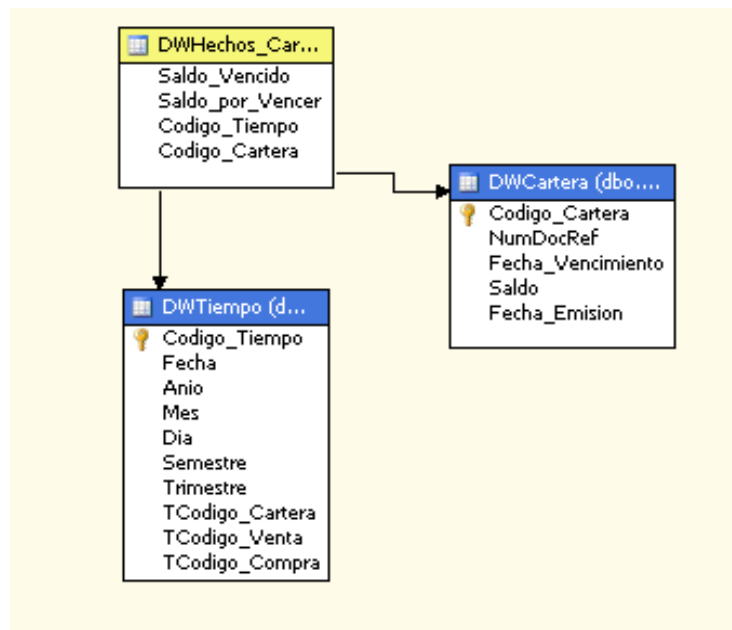 DWHechos_Car...
Saldo_Vencido
Saldo_por_Vencer
Codigo_Tiempo
Codigo_Cartera
DWCartera (dbo....
Codigo_Cartera
NumDocRef
Fecha_Vencimiento
Saldo
Fecha_Emision
DWTiempo (d...
Codigo_Tiempo
Fecha
Anio
Mes
Dia
Semestre
Trimestre
TCodigo_Cartera
TCodigo_Venta
TCodigo_Compra